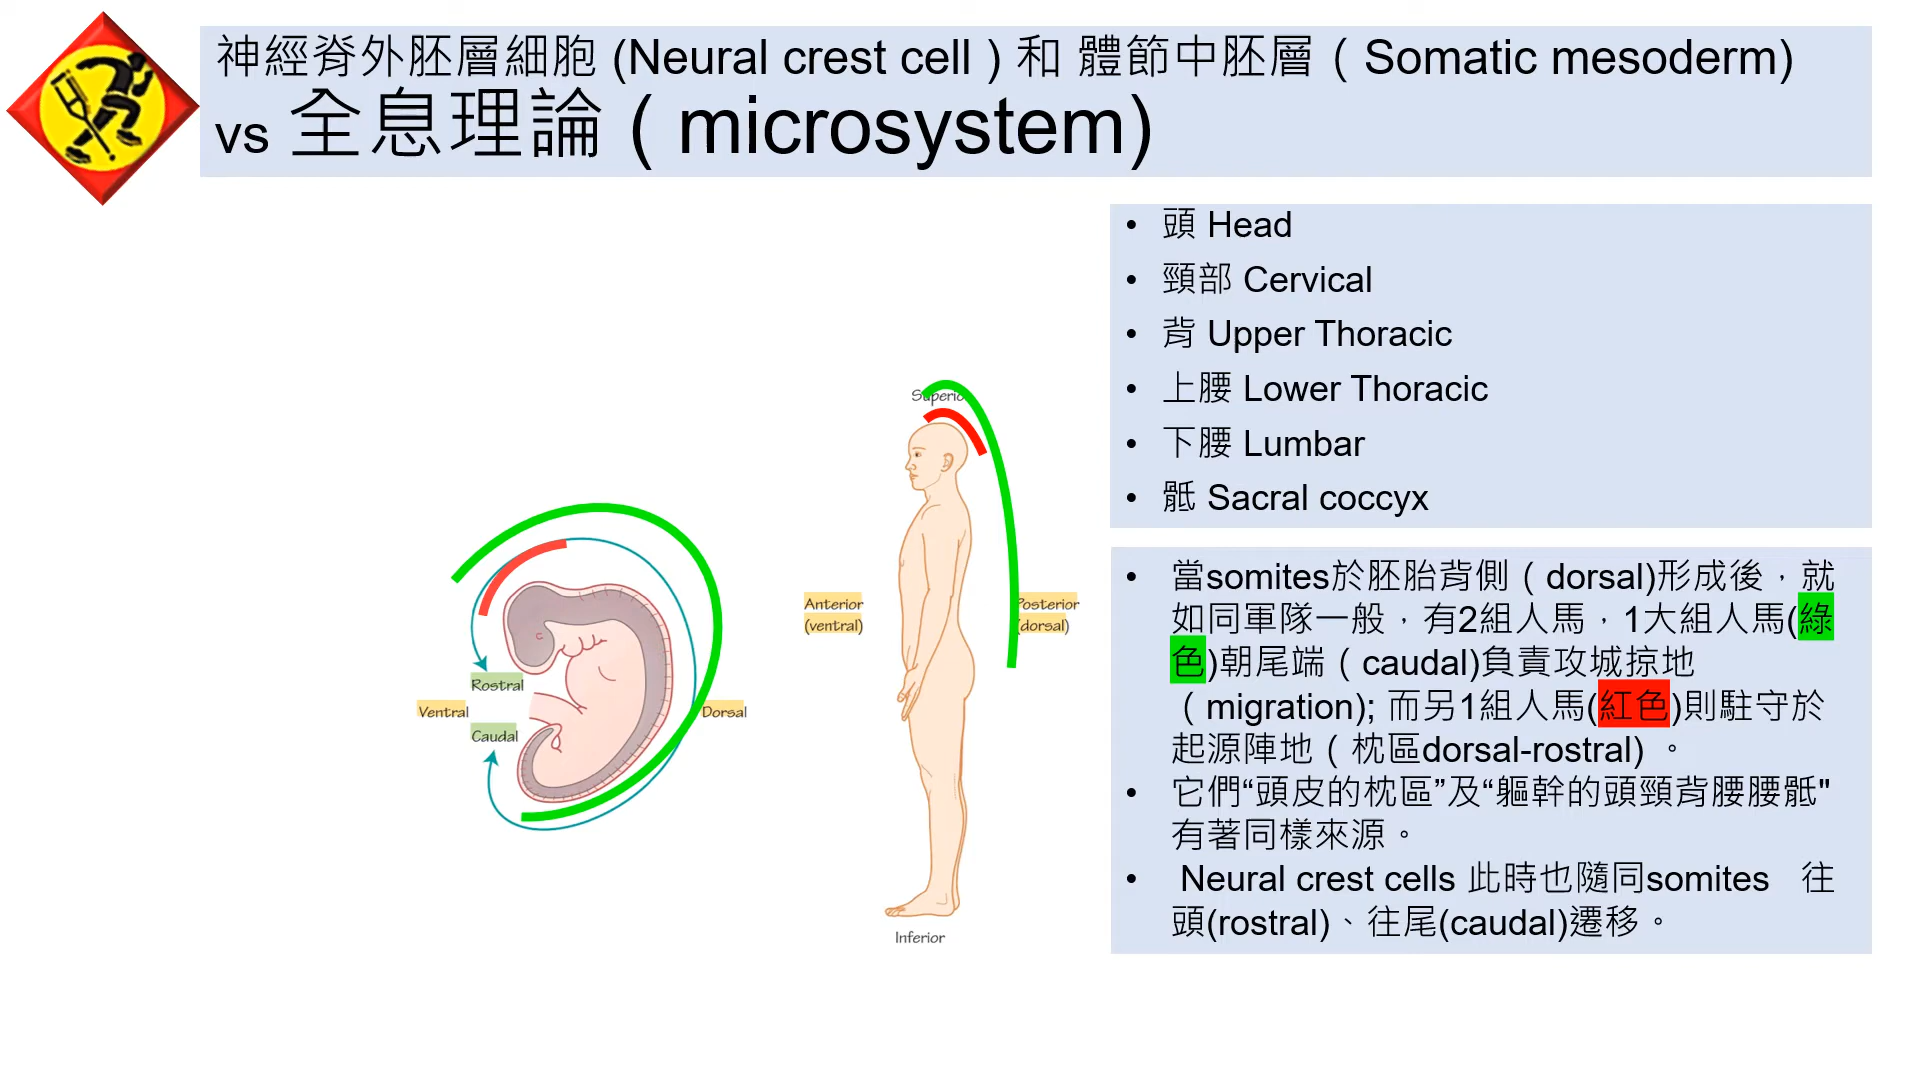 神經脊外胚層細胞 (Neural crest cell ) 和 體節中胚層（ Somatic mesoderm)
vs 全息理論（ microsystem)
• 頭 Head
• 頸部 Cervical
• 背 Upper Thoracic
• 上腰 Lower Thoracic
• 下腰 Lumbar
• 骶 Sacral coccyx
Superior
Anterior
(ventral)
Posterior
(dorsal)
Inferior
Rostral
Ventral
Dorsal
Caudal
• 當somites於胚胎背側（ dorsal)形成後，就
如同軍隊一般，有2組人馬，1大組人馬(綠
色)朝尾端（ caudal)負責攻城掠地
（ migration); 而另1組人馬(紅色)則駐守於
起源陣地（ 枕區dorsal-rostral) 。
• 它們“頭皮的枕區”及“軀幹的頭頸背腰腰骶"
有著同樣來源。
• Neural crest cells 此時也隨同somites 往
頭(rostral)、往尾(caudal)遷移。